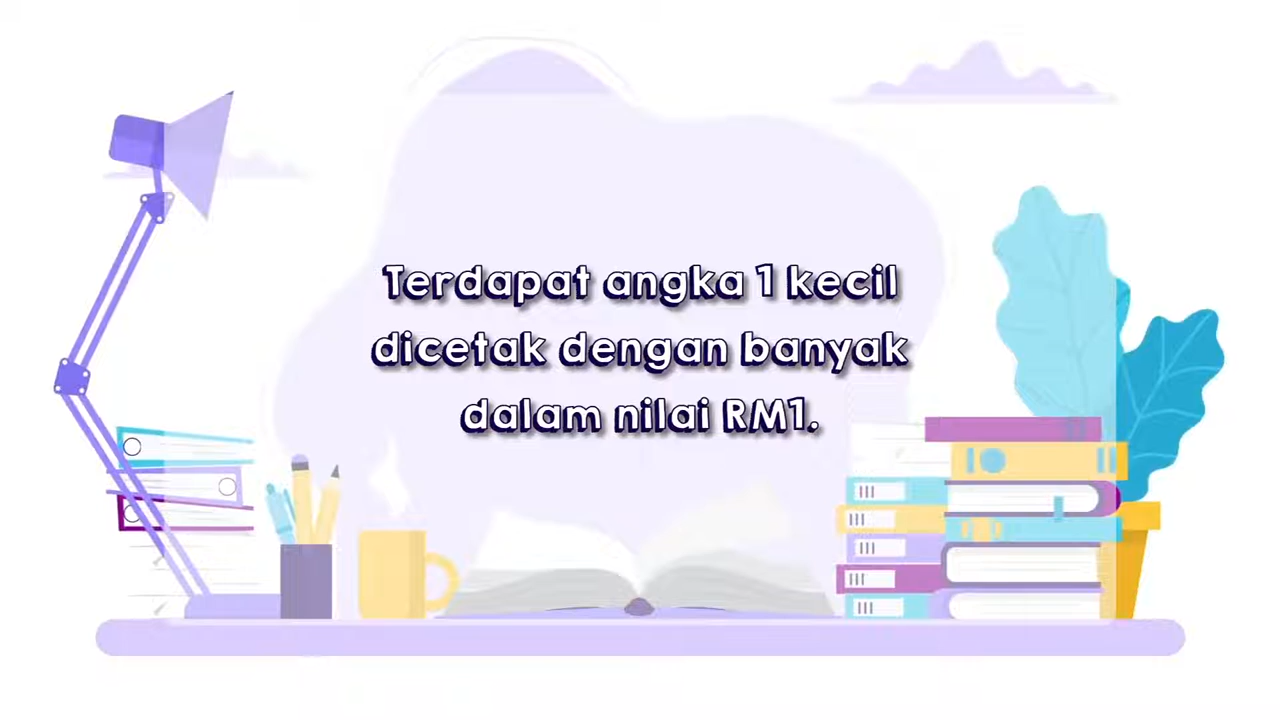 Terdapat angka 1 kecil
dicetak dengan banyak
dalam nilai RM1.